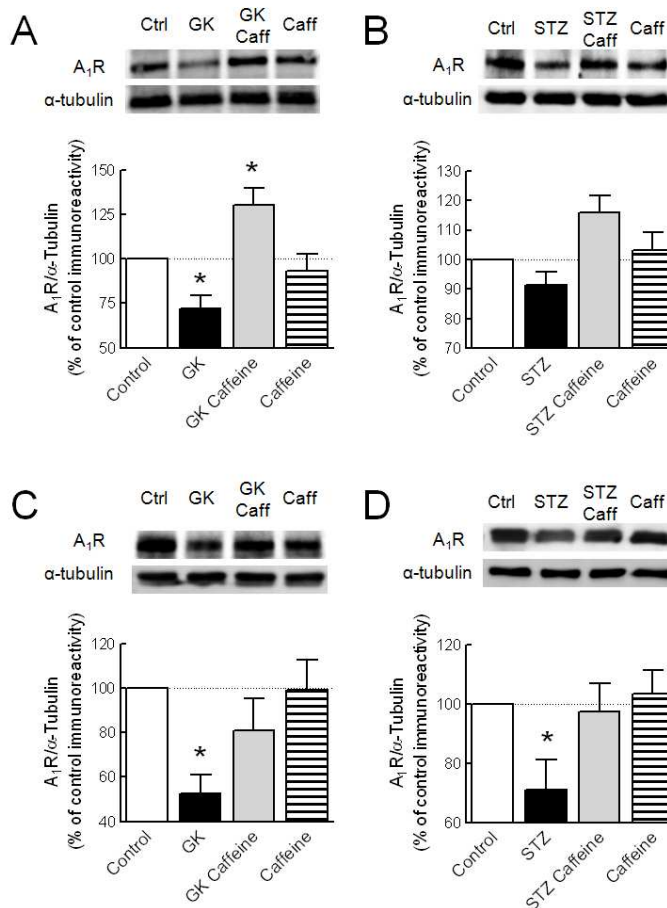 A
Ctrl GK GK Caff Caff
A₁R
α-tubulin
A₁R/α-Tubulin
(% of control immunoreactivity)
150
125
100
75
50
*
*
Control
GK
GK Caffeine
Caffeine
B
Ctrl STZ STZ Caff Caff
A₁R
α-tubulin
A₁R/α-Tubulin
(% of control immunoreactivity)
130
120
110
100
90
80
70
Control
STZ
STZ Caffeine
Caffeine
C
Ctrl GK GK Caff Caff
A₁R
α-tubulin
A₁R/α-Tubulin
(% of control immunoreactivity)
120
100
80
60
40
*
Control
GK
GK Caffeine
Caffeine
D
Ctrl STZ STZ Caff Caff
A₁R
α-tubulin
A₁R/α-Tubulin
(% of control immunoreactivity)
120
100
80
60
*
Control
STZ
STZ Caffeine
Caffeine